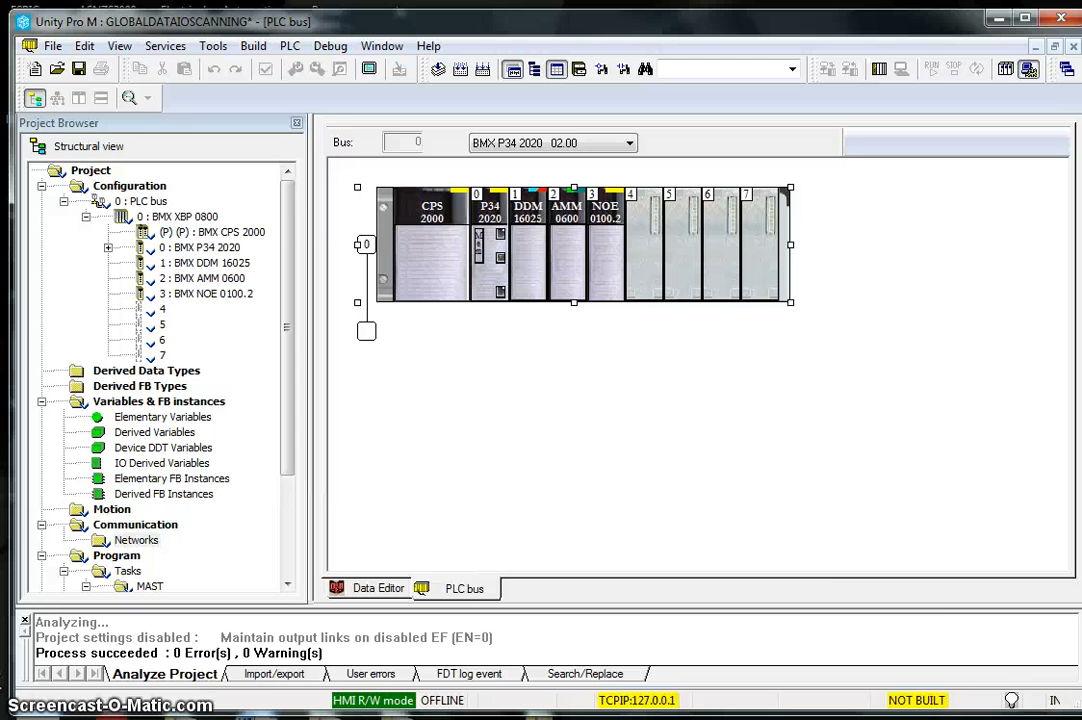 Unity Pro M : GLOBALDATAIOSCANNING* - [PLC bus]
File Edit View Services Tools Build PLC Debug Window Help
RUN STOP
Project Browser
Structural view
Project
Configuration
0 : PLC bus
0 : BMX XBP 0800
(P) (P) : BMX CPS 2000
0 : BMX P34 2020
1 : BMX DDM 16025
2 : BMX AMM 0600
3 : BMX NOE 0100.2
4
5
6
7
Derived Data Types
Derived FB Types
Variables & FB instances
Elementary Variables
Derived Variables
Device DDT Variables
IO Derived Variables
Elementary FB Instances
Derived FB Instances
Motion
Communication
Networks
Program
Tasks
MAST
Bus: 0 BMX P34 2020 02.00
0 1 2 3 4 5 6 7
CPS P34 DDM AMM NOE
2000 2020 16025 0600 0100.2
0
Data Editor PLC bus
Analyzing...
Project settings disabled : Maintain output links on disabled EF (EN=0)
Process succeeded : 0 Error(s) , 0 Warning(s)
Analyze Project Import/export User errors FDT log event Search/Replace
HMI R/W mode OFFLINE TCPIP:127.0.0.1 NOT BUILT IN
Screencast-O-Matic.com